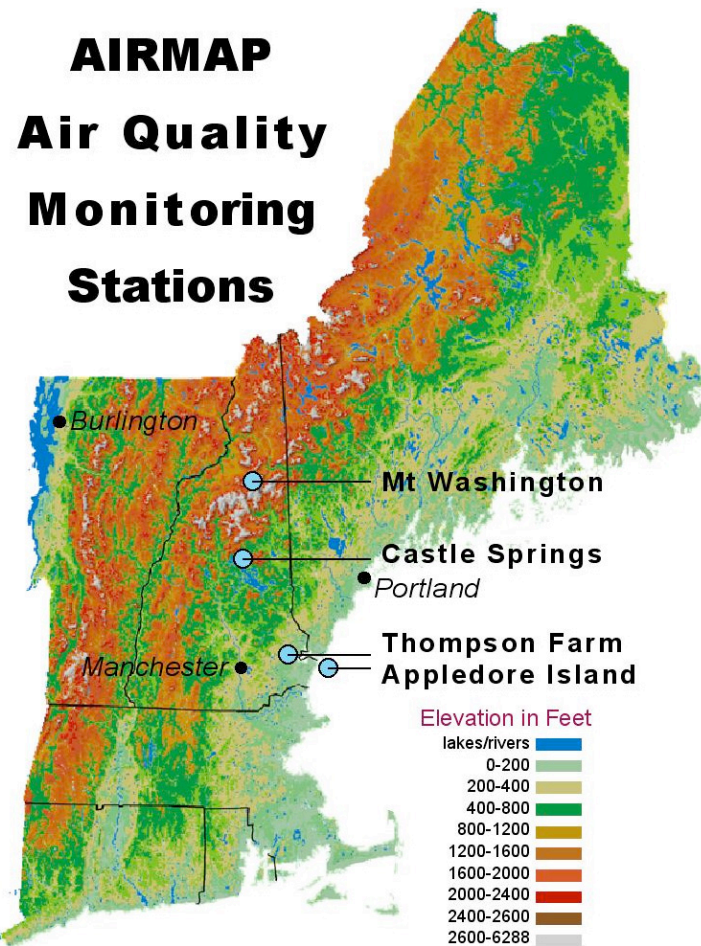 AIRMAP
Air Quality
Monitoring
Stations
Burlington
Mt Washington
Castle Springs
Portland
Thompson Farm
Manchester
Appledore Island
Elevation in Feet
lakes/rivers
0-200
200-400
400-800
800-1200
1200-1600
1600-2000
2000-2400
2400-2600
2600-6288